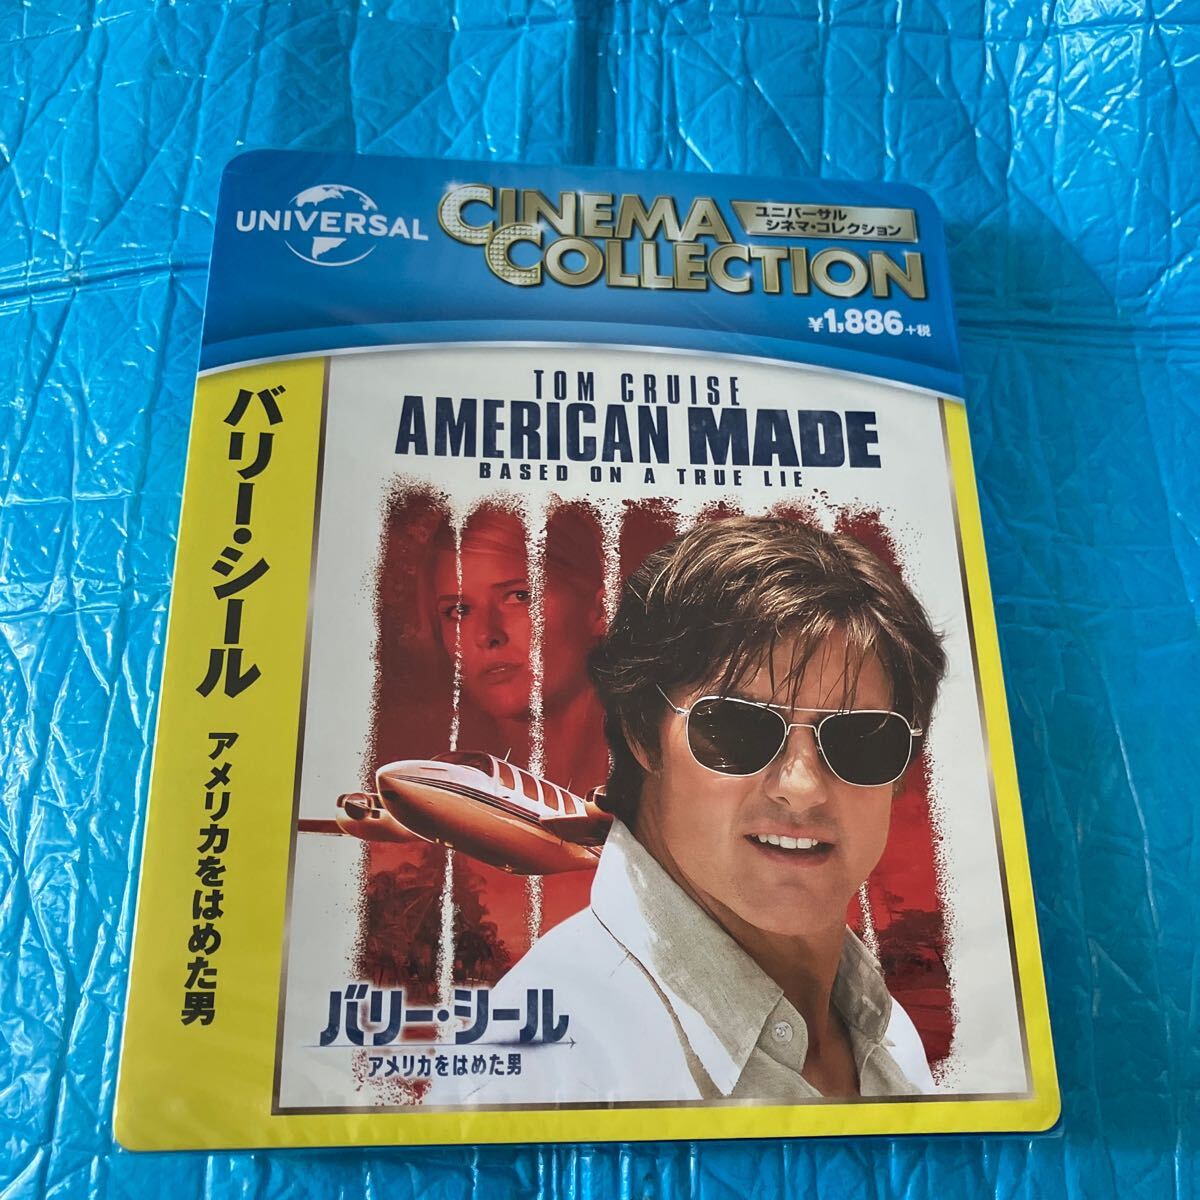 UNIVERSAL
CINEMA
COLLECTION
ユニバーサル
シネマ・コレクション
¥1,886+税
TOM CRUISE
AMERICAN MADE
BASED ON A TRUE LIE
バリー・シール
アメリカをはめた男
バリー・シール
アメリカをはめた男